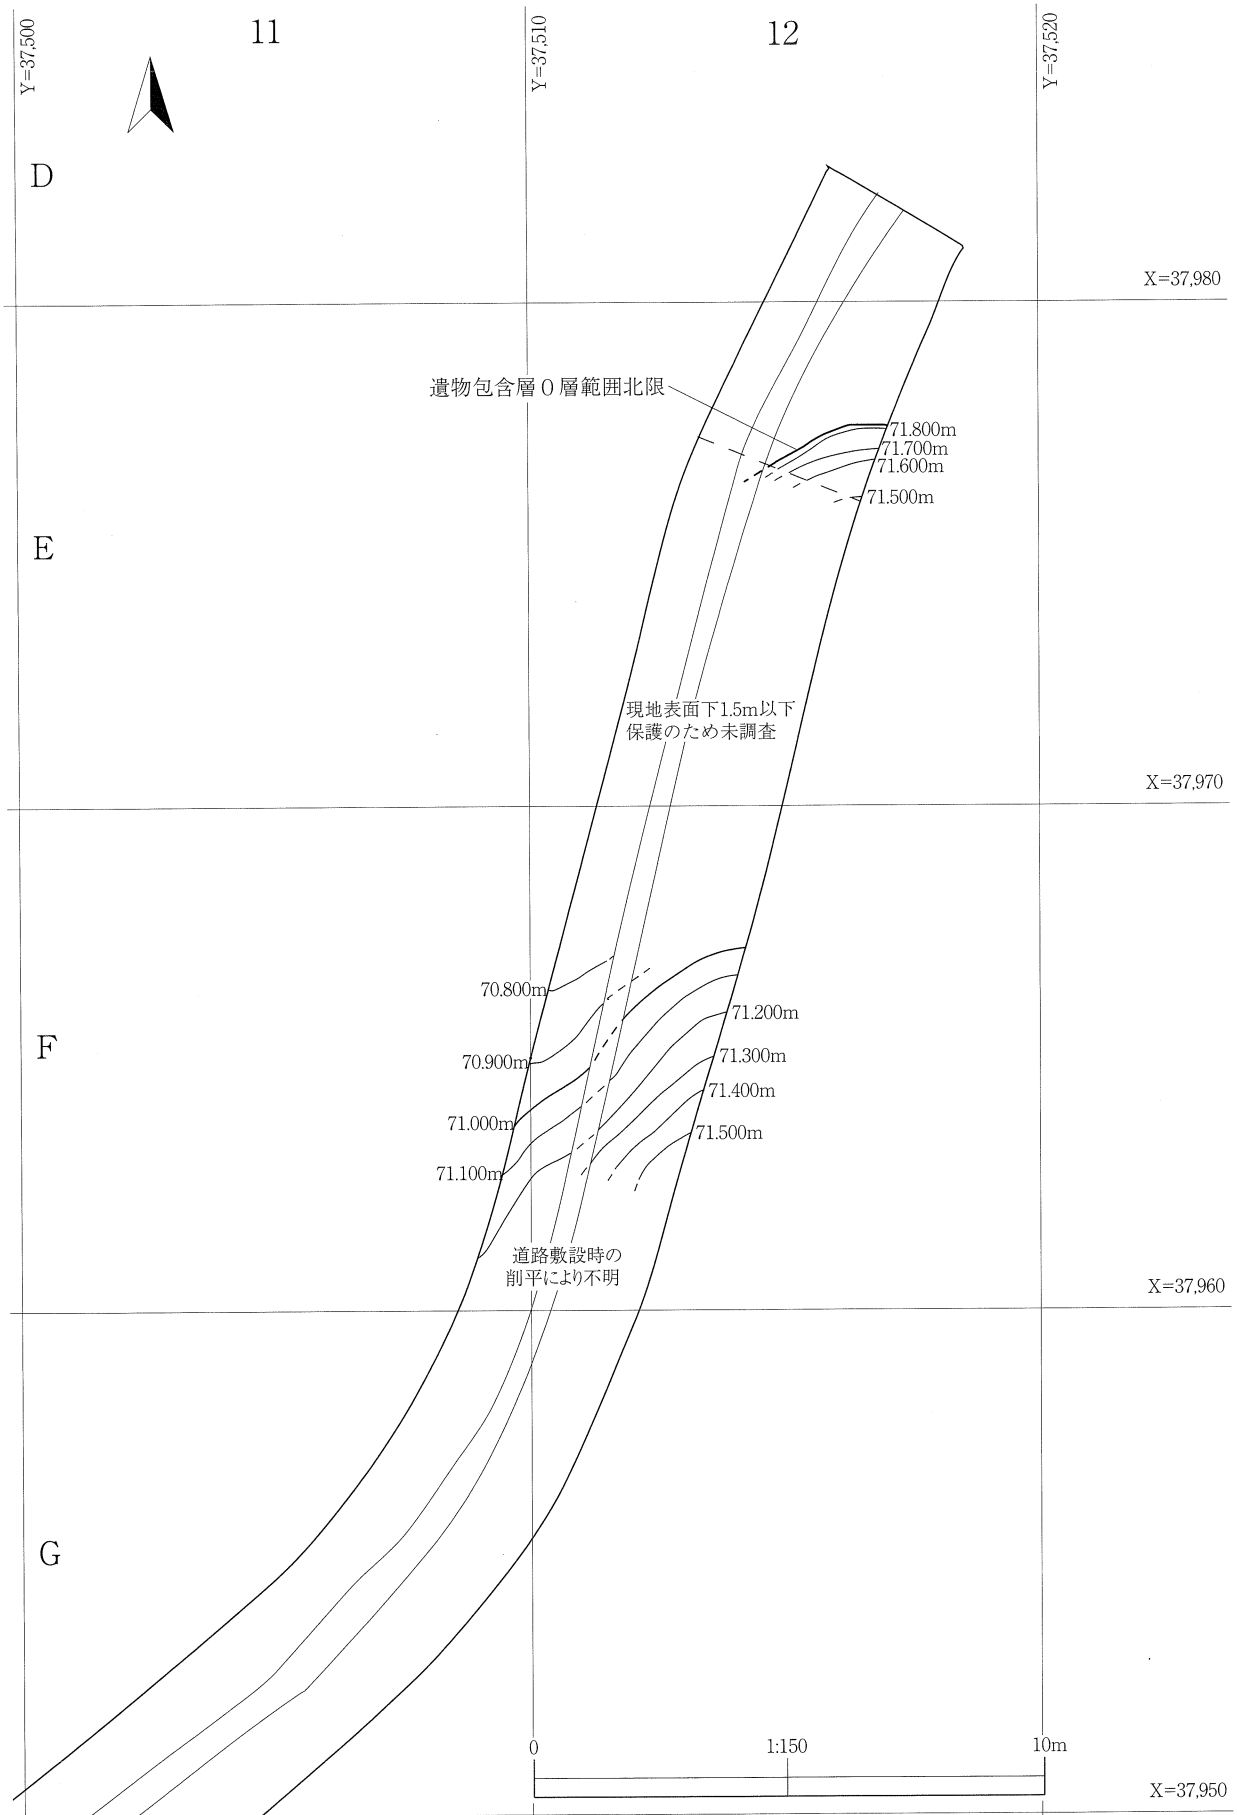 Y=37,500
11
Y=37,510
12
Y=37,520
D
X=37,980
遺物包含層０層範囲北限
71.800m
71.700m
71.600m
71.500m
E
現地表面下1.5m以下
保護のため未調査
X=37,970
70.800m
71.200m
F
70.900m
71.300m
71.400m
71.000m
71.500m
71.100m
道路敷設時の
削平により不明
X=37,960
G
0
1:150
10m
X=37,950